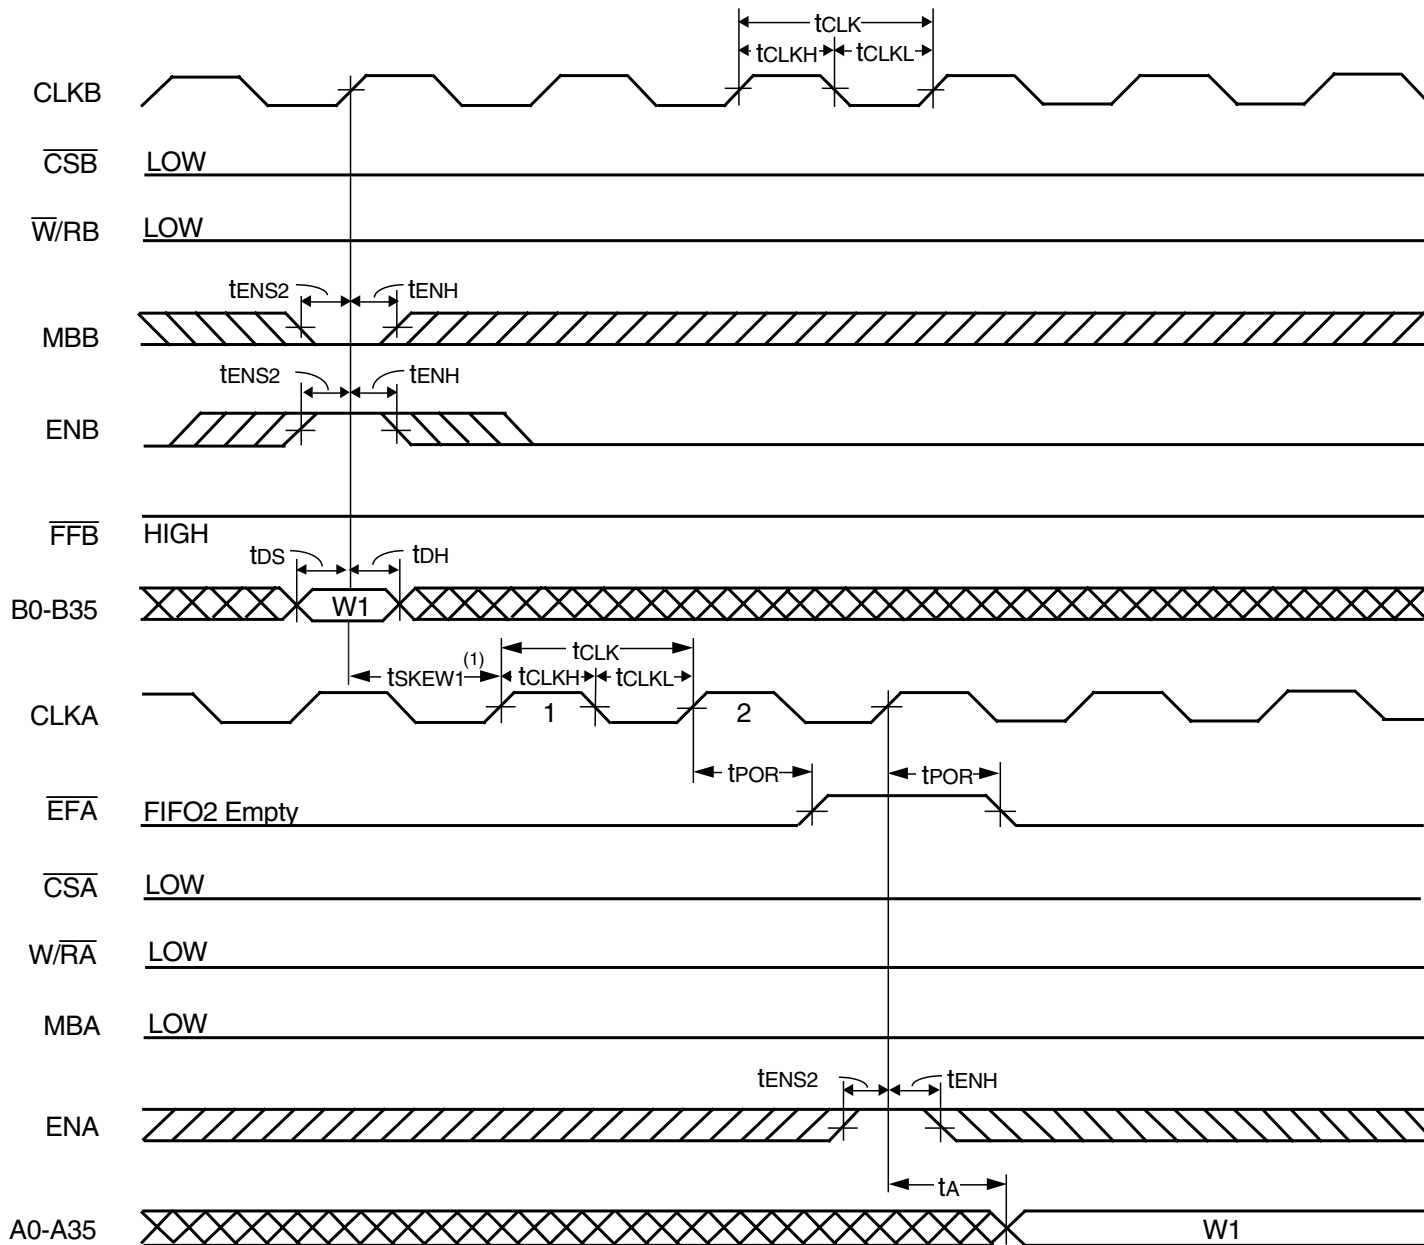 tCLK
tCLKH tCLKL
CLKB
CSB LOW
W/RB LOW
tENS2 tENH
MBB
tENS2 tENH
ENB
FFB HIGH
tDS tDH
B0-B35 W1
tSKEW1(1) tCLK
tCLKH tCLKL
CLKA 1 2
tPOR tPOR
EFA FIFO2 Empty
CSA LOW
W/RA LOW
MBA LOW
tENS2 tENH
ENA
tA
A0-A35 W1